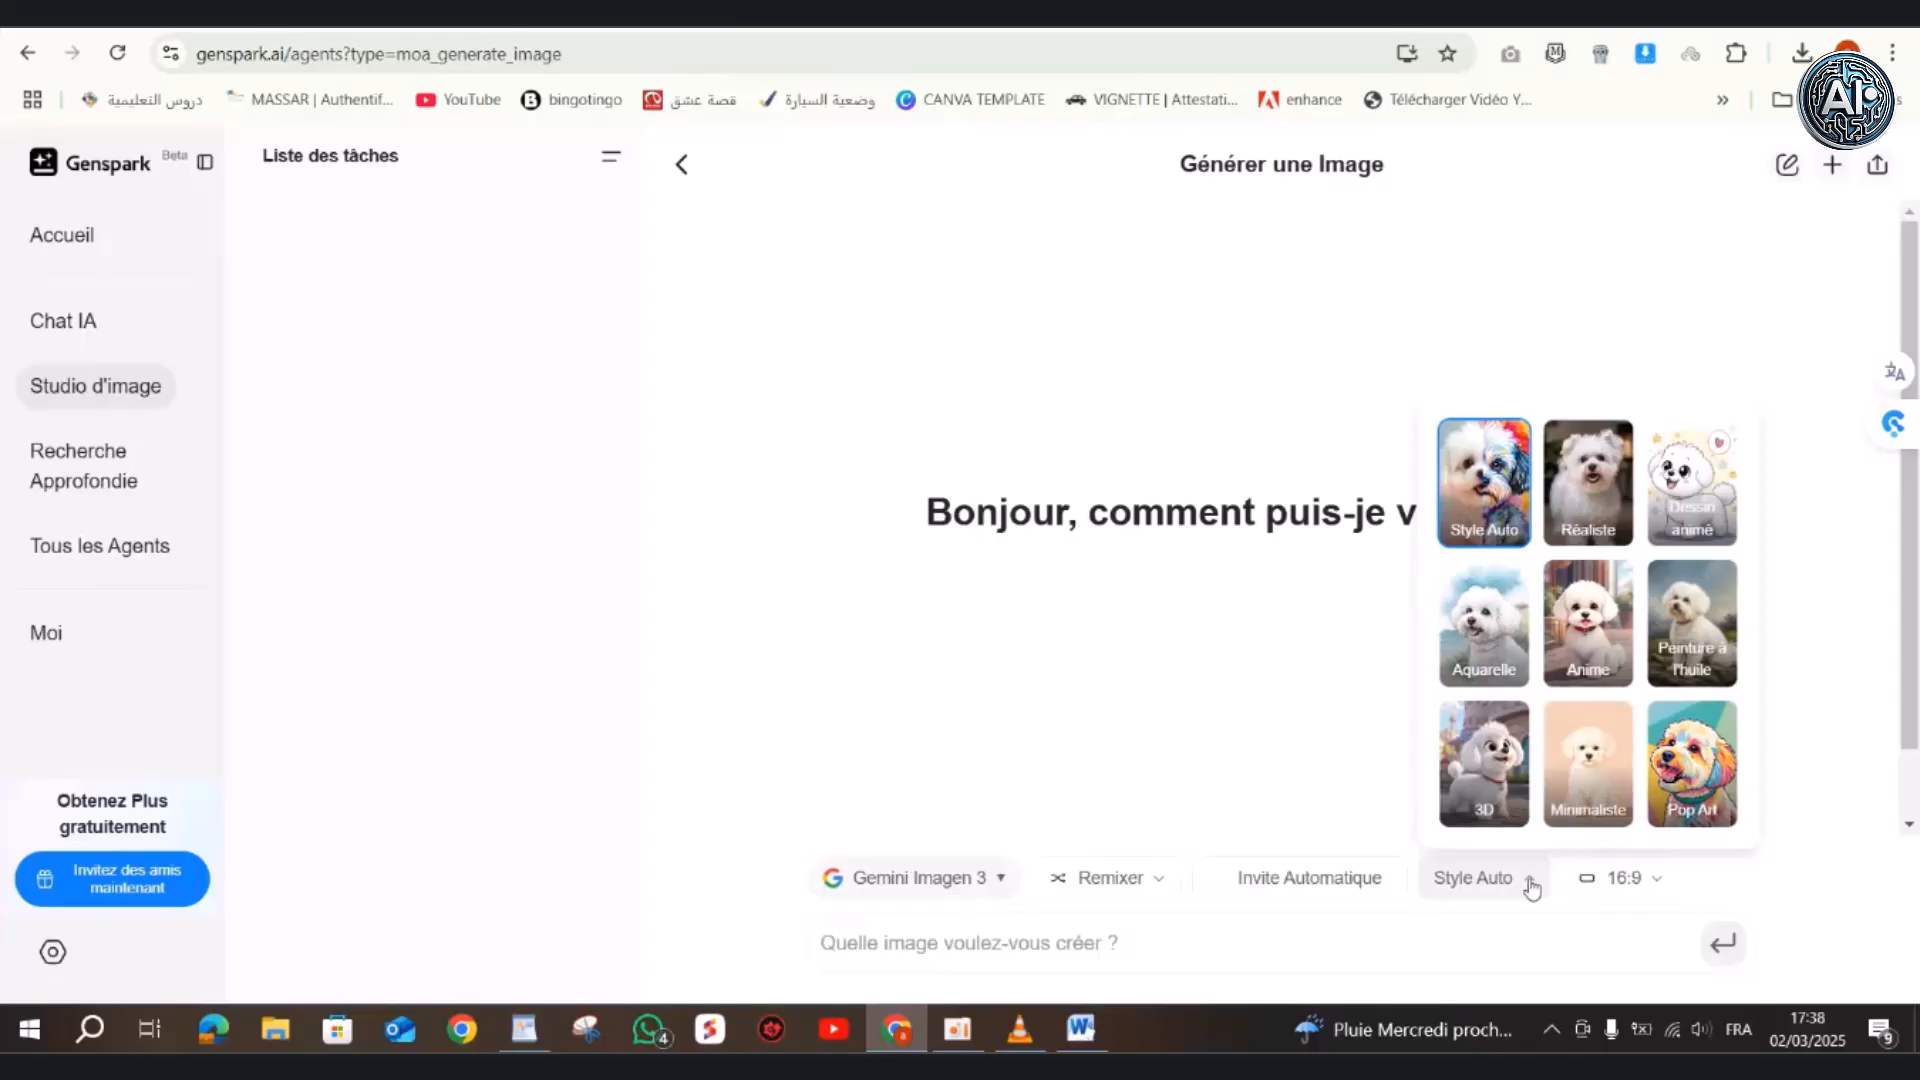 genspark.ai/agents?type=moa_generate_image
دروس التعليمية
MASSAR | Authentif...
YouTube
bingotingo
قصة عشق
وضعية السيارة
CANVA TEMPLATE
VIGNETTE | Attestati...
enhance
Télécharger Vidéo Y...
»
AI
Genspark
Beta
Liste des tâches
Générer une Image
Accueil
Chat IA
Studio d'image
Recherche
Approfondie
Tous les Agents
Moi
Obtenez Plus
gratuitement
Invitez des amis
maintenant
Bonjour, comment puis-je v
Style Auto
Réaliste
Dessin
animé
Aquarelle
Anime
Peinture à
l'huile
3D
Minimaliste
Pop Art
Gemini Imagen 3
Remixer
Invite Automatique
Style Auto
16:9
Quelle image voulez-vous créer ?
4
Pluie Mercredi proch...
FRA
17:38
02/03/2025
9